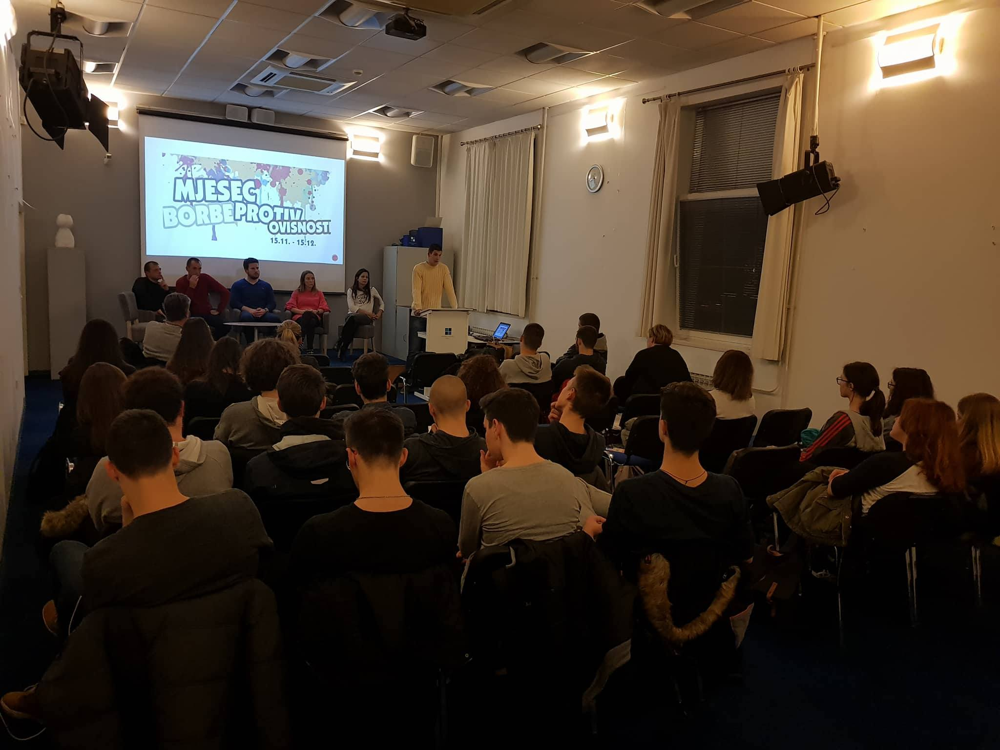 MJESEC
BORBE PROTIV
OVISNOSTI
15.11. - 15.12.